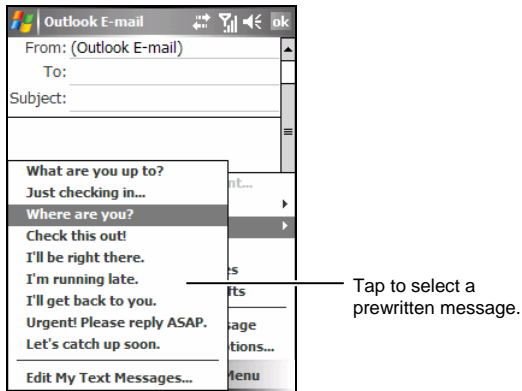 Outlook E-mail ok
From: (Outlook E-mail)
To:
Subject:
What are you up to?
Just checking in...
Where are you?
Check this out!
I'll be right there.
I'm running late.
I'll get back to you.
Urgent! Please reply ASAP.
Let's catch up soon.
Edit My Text Messages...
Menu
Tap to select a
prewritten message.